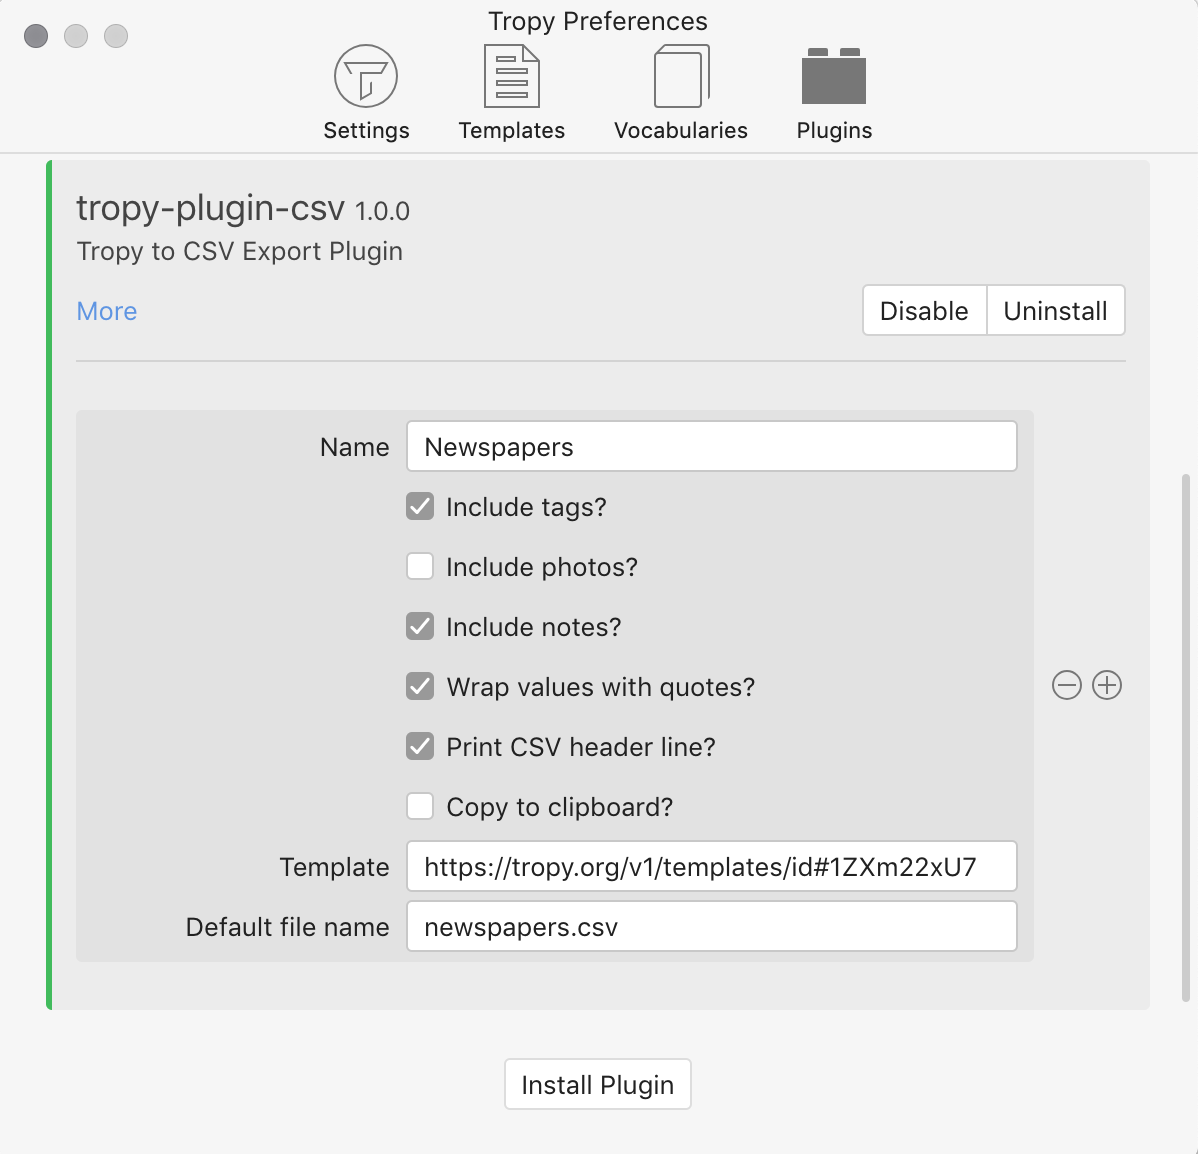 Tropy Preferences
Settings Templates Vocabularies Plugins
tropy-plugin-csv 1.0.0
Tropy to CSV Export Plugin
More Disable Uninstall
Name Newspapers
Include tags?
Include photos?
Include notes?
Wrap values with quotes?
Print CSV header line?
Copy to clipboard?
Template https://tropy.org/v1/templates/id#1ZXm22xU7
Default file name newspapers.csv
Install Plugin